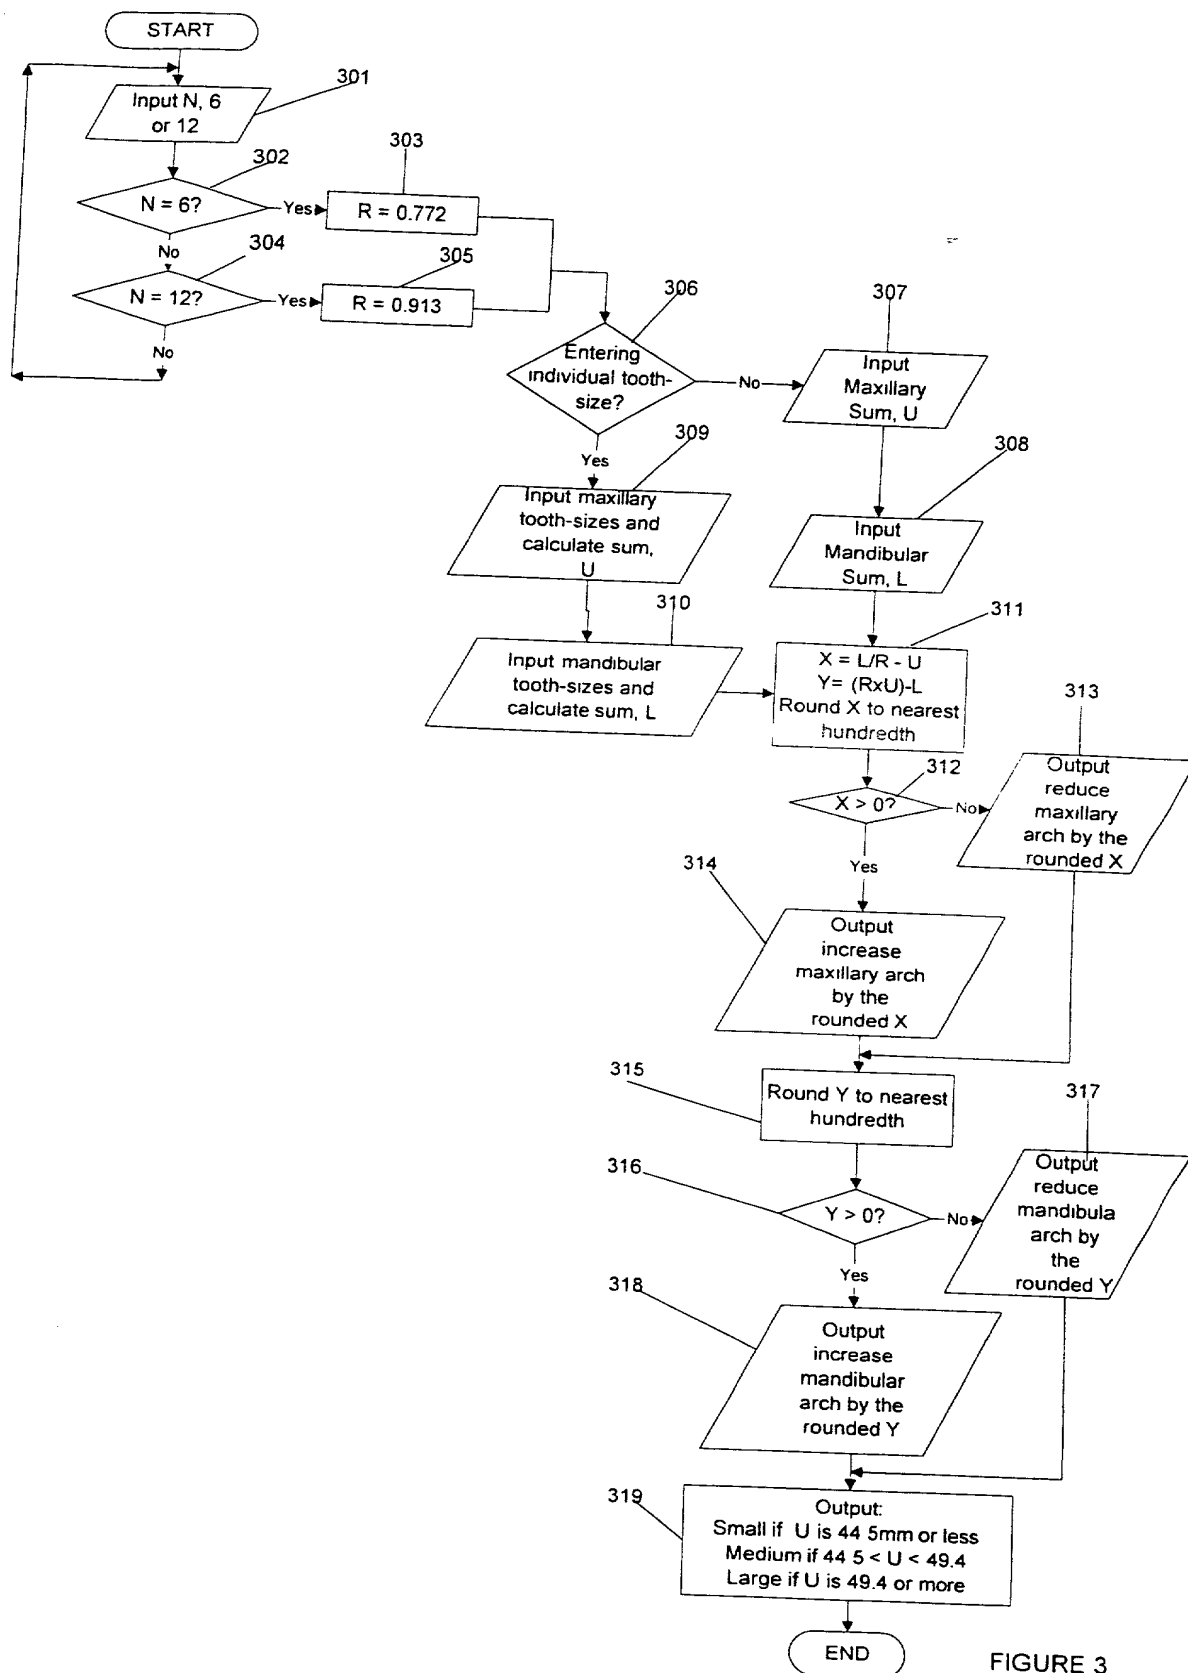 START
301
Input N, 6
or 12
302
303
N = 6?
Yes
R = 0.772
No
304
305
N = 12?
Yes
R = 0.913
No
306
307
Entering
individual tooth-
size?
No
Input
Maxillary
Sum, U
Yes
309
308
Input maxillary
tooth-sizes and
calculate sum,
U
Input
Mandibular
Sum, L
310
311
Input mandibular
tooth-sizes and
calculate sum, L
X = L/R - U
Y= (RxU)-L
Round X to nearest
hundredth
313
312
X > 0?
No
Output
reduce
maxillary
arch by the
rounded X
Yes
314
Output
increase
maxillary arch
by the
rounded X
315
Round Y to nearest
hundredth
317
316
Y > 0?
No
Output
reduce
mandibula
arch by
the
rounded Y
Yes
318
Output
increase
mandibular
arch by the
rounded Y
319
Output:
Small if U is 44 5mm or less
Medium if 44 5 < U < 49.4
Large if U is 49.4 or more
END
FIGURE 3